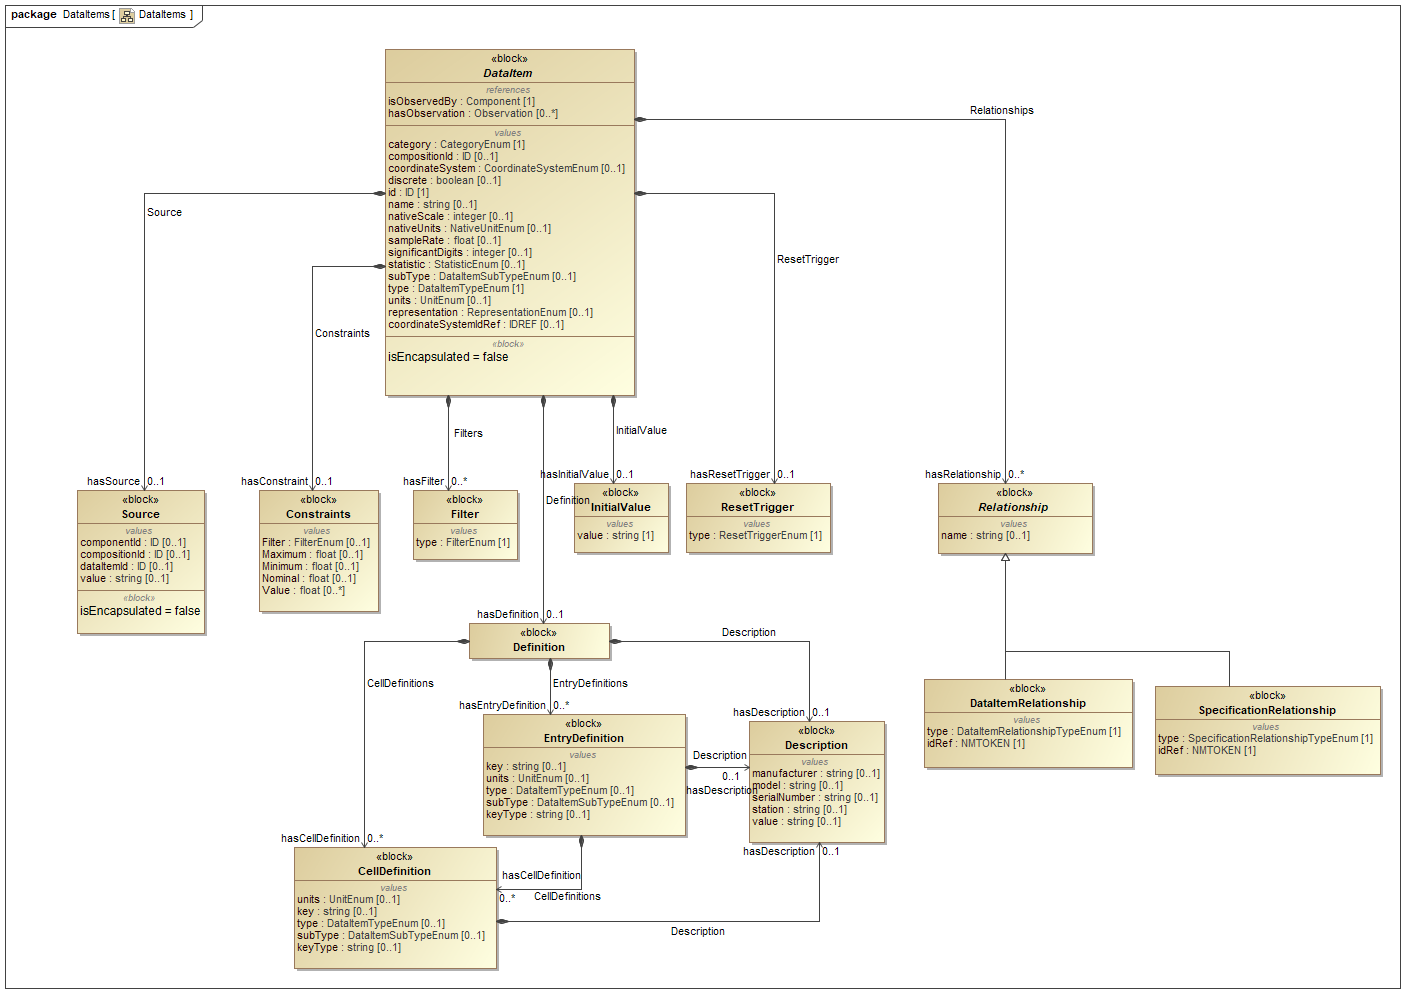 package DataItems [ DataItems ]
«block»
DataItem
references
isObservedBy : Component [1]
hasObservation : Observation [0..*]
values
category : CategoryEnum [1]
compositionId : ID [0..1]
coordinateSystem : CoordinateSystemEnum [0..1]
discrete : boolean [0..1]
id : ID [1]
name : string [0..1]
nativeScale : integer [0..1]
nativeUnits : NativeUnitEnum [0..1]
sampleRate : float [0..1]
significantDigits : integer [0..1]
statistic : StatisticEnum [0..1]
subType : DataItemSubTypeEnum [0..1]
type : DataItemTypeEnum [1]
units : UnitEnum [0..1]
representation : RepresentationEnum [0..1]
coordinateSystemIdRef : IDREF [0..1]
«block»
isEncapsulated = false
Relationships
Source
ResetTrigger
Constraints
Filters
InitialValue
Definition
hasSource 0..1
«block»
Source
values
componentId : ID [0..1]
compositionId : ID [0..1]
dataItemId : ID [0..1]
value : string [0..1]
«block»
isEncapsulated = false
hasConstraint 0..1
«block»
Constraints
values
Filter : FilterEnum [0..1]
Maximum : float [0..1]
Minimum : float [0..1]
Nominal : float [0..1]
Value : float [0..*]
hasFilter 0..*
«block»
Filter
values
type : FilterEnum [1]
hasInitialValue 0..1
«block»
InitialValue
values
value : string [1]
hasResetTrigger 0..1
«block»
ResetTrigger
values
type : ResetTriggerEnum [1]
hasRelationship 0..*
«block»
Relationship
values
name : string [0..1]
hasDefinition 0..1
«block»
Definition
Description
CellDefinitions
EntryDefinitions
hasEntryDefinition 0..*
«block»
EntryDefinition
values
key : string [0..1]
units : UnitEnum [0..1]
type : DataItemTypeEnum [0..1]
subType : DataItemSubTypeEnum [0..1]
keyType : string [0..1]
Description
0..1
hasDescription
hasDescription 0..1
«block»
Description
values
manufacturer : string [0..1]
model : string [0..1]
serialNumber : string [0..1]
station : string [0..1]
value : string [0..1]
hasDescription 0..1
«block»
DataItemRelationship
values
type : DataItemRelationshipTypeEnum [1]
idRef : NMTOKEN [1]
«block»
SpecificationRelationship
values
type : SpecificationRelationshipTypeEnum [1]
idRef : NMTOKEN [1]
hasCellDefinition 0..*
«block»
CellDefinition
values
units : UnitEnum [0..1]
key : string [0..1]
type : DataItemTypeEnum [0..1]
subType : DataItemSubTypeEnum [0..1]
keyType : string [0..1]
hasCellDefinition
0..*
CellDefinitions
Description